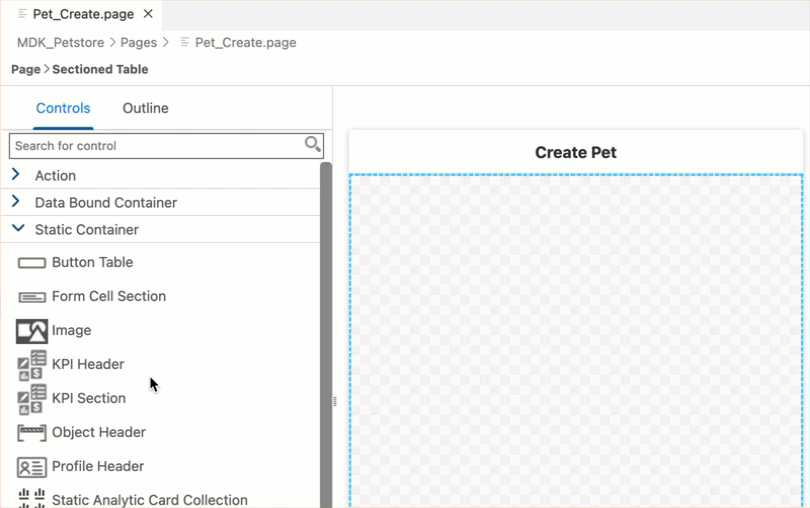 Pet_Create.page
MDK_Petstore > Pages > Pet_Create.page
Page > Sectioned Table
Controls Outline
Search for control
Action
Data Bound Container
Static Container
Button Table
Form Cell Section
Image
KPI Header
KPI Section
Object Header
Profile Header
Static Analytic Card Collection
Create Pet